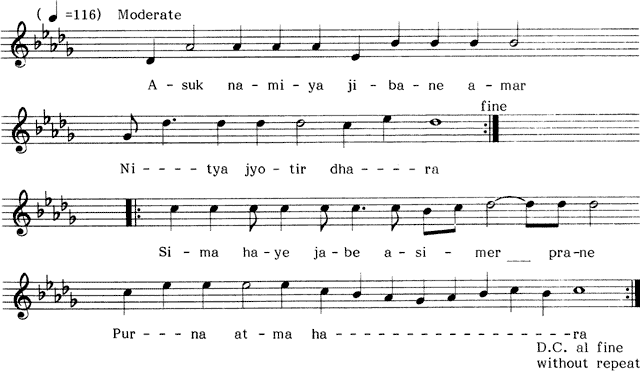 ( ♩ =116) Moderate
A - suk na - mi - ya ji - ba - ne a - mar
fine
Ni - - - - tya jyo - tir dha - - - - ra
Si - ma ha - ye ja - be a - si - mer ___ pra - ne
Pur - - - na at - ma ha - - - - - - - - - - - - - - - - - ra
D.C. al fine
without repeat